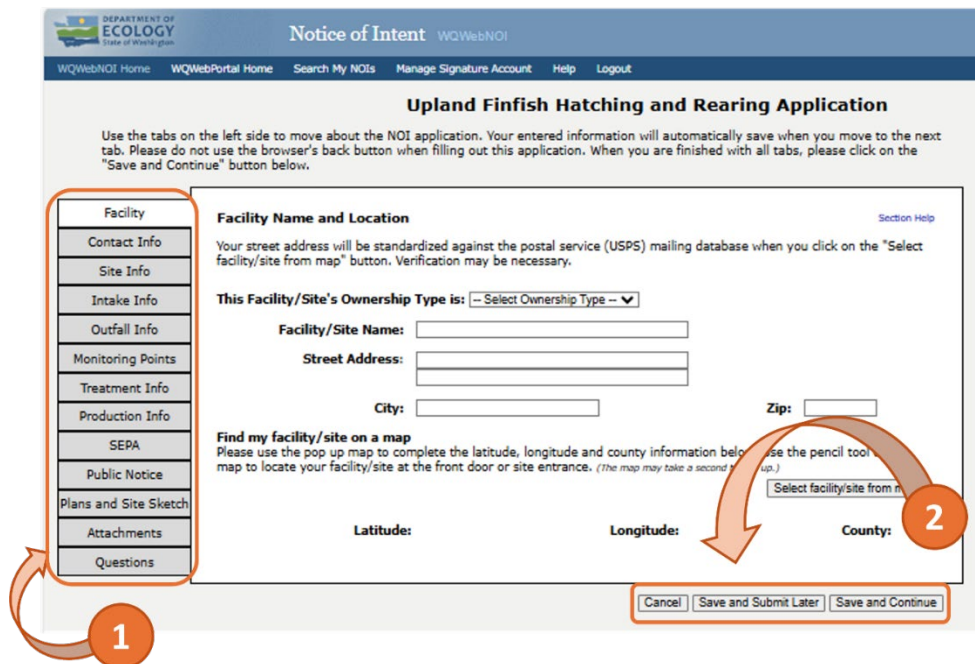 DEPARTMENT OF
ECOLOGY
State of Washington
Notice of Intent WQWebNOI
WQWebNOI Home WQWebPortal Home Search My NOIs Manage Signature Account Help Logout
Upland Finfish Hatching and Rearing Application
Use the tabs on the left side to move about the NOI application. Your entered information will automatically save when you move to the next
tab. Please do not use the browser's back button when filling out this application. When you are finished with all tabs, please click on the
"Save and Continue" button below.
Facility
Contact Info
Site Info
Intake Info
Outfall Info
Monitoring Points
Treatment Info
Production Info
SEPA
Public Notice
Plans and Site Sketch
Attachments
Questions
Facility Name and Location
Section Help
Your street address will be standardized against the postal service (USPS) mailing database when you click on the "Select
facility/site from map" button. Verification may be necessary.
This Facility/Site's Ownership Type is: -- Select Ownership Type --
Facility/Site Name:
Street Address:
City: Zip:
Find my facility/site on a map
Please use the pop up map to complete the latitude, longitude and county information use the pencil tool
map to locate your facility/site at the front door or site entrance. (The map may take a second up.)
Select facility/site from
Latitude: Longitude: County:
Cancel Save and Submit Later Save and Continue
1
2